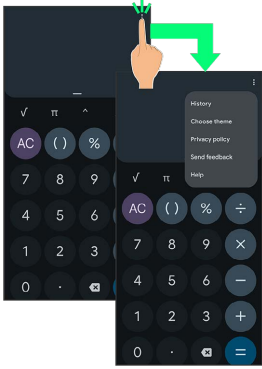 √ π ^
AC ( ) %
7 8 9
4 5 6
1 2 3
0 .
History
Choose theme
Privacy policy
Send feedback
Help
√ π
AC ( ) % ÷
7 8 9 ×
4 5 6 −
1 2 3 +
0 . =